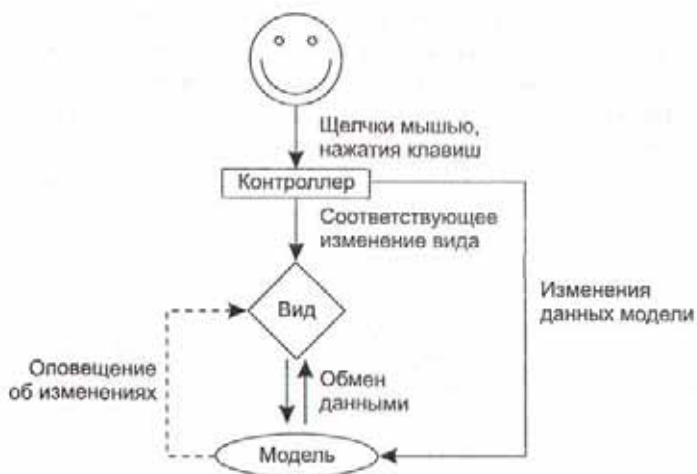 Щелчки мышью,
нажатия клавиш
Контроллер
Соответствующее
изменение вида
Вид
Изменения
данных модели
Оповещение
об изменениях
Обмен
данными
Модель